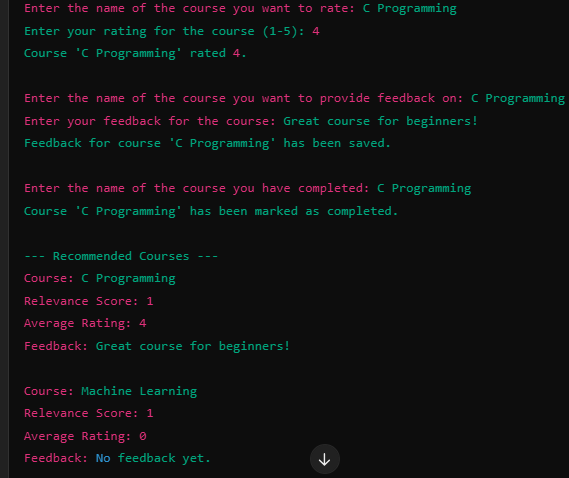 Enter the name of the course you want to rate: C Programming
Enter your rating for the course (1-5): 4
Course 'C Programming' rated 4.
Enter the name of the course you want to provide feedback on: C Programming
Enter your feedback for the course: Great course for beginners!
Feedback for course 'C Programming' has been saved.
Enter the name of the course you have completed: C Programming
Course 'C Programming' has been marked as completed.
--- Recommended Courses ---
Course: C Programming
Relevance Score: 1
Average Rating: 4
Feedback: Great course for beginners!
Course: Machine Learning
Relevance Score: 1
Average Rating: 0
Feedback: No feedback yet.